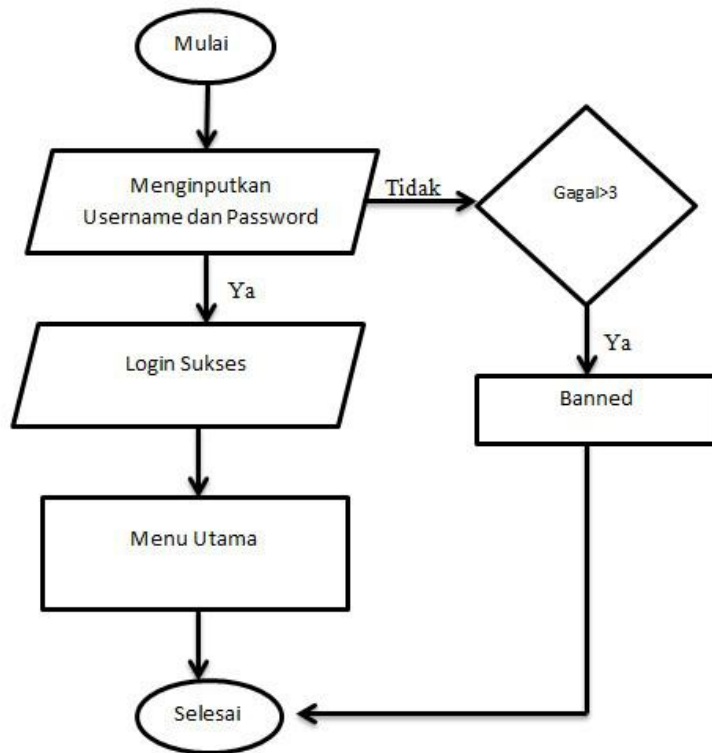 Mulai
Menginputkan
Username dan Password
Tidak
Gagal>3
Ya
Ya
Login Sukses
Banned
Menu Utama
Selesai